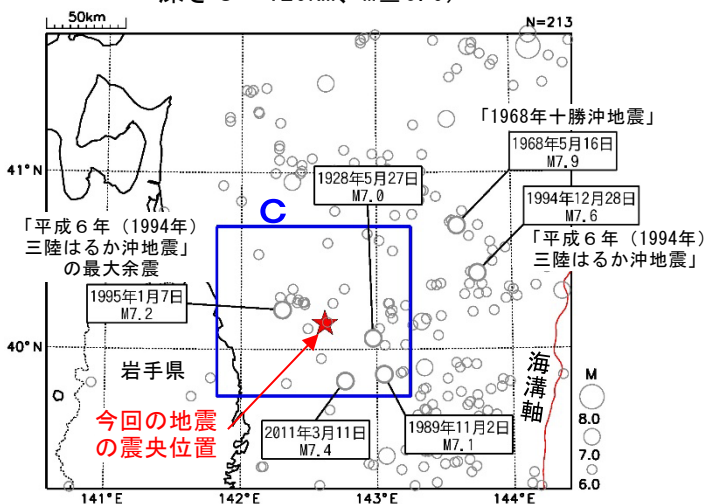 50km
N=213
「1968年十勝沖地震」
1968年5月16日
M7.9
41°N
1928年5月27日
M7.0
1994年12月28日
M7.6
C
「平成６年（1994年）
三陸はるか沖地震」
の最大余震
「平成６年（1994年）
三陸はるか沖地震」
1995年1月7日
M7.2
40°N
岩手県
海溝軸
M
今回の地震
の震央位置
2011年3月11日
M7.4
1989年11月2日
M7.1
8.0
7.0
6.0
141°E
142°E
143°E
144°E